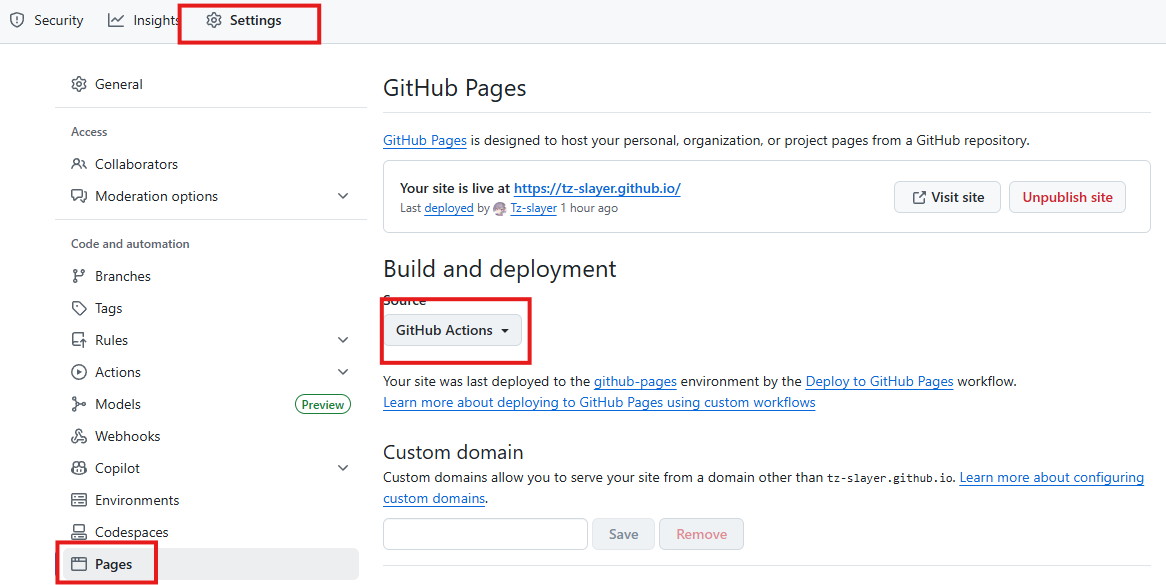 Security
Insights
Settings
General
Access
Collaborators
Moderation options
Code and automation
Branches
Tags
Rules
Actions
Models
Preview
Webhooks
Copilot
Environments
Codespaces
Pages
GitHub Pages
GitHub Pages is designed to host your personal, organization, or project pages from a GitHub repository.
Your site is live at https://tz-slayer.github.io/
Last deployed by Tz-slayer 1 hour ago
Visit site
Unpublish site
Build and deployment
Source
GitHub Actions
Your site was last deployed to the github-pages environment by the Deploy to GitHub Pages workflow.
Learn more about deploying to GitHub Pages using custom workflows
Custom domain
Custom domains allow you to serve your site from a domain other than tz-slayer.github.io. Learn more about configuring
custom domains.
Save
Remove